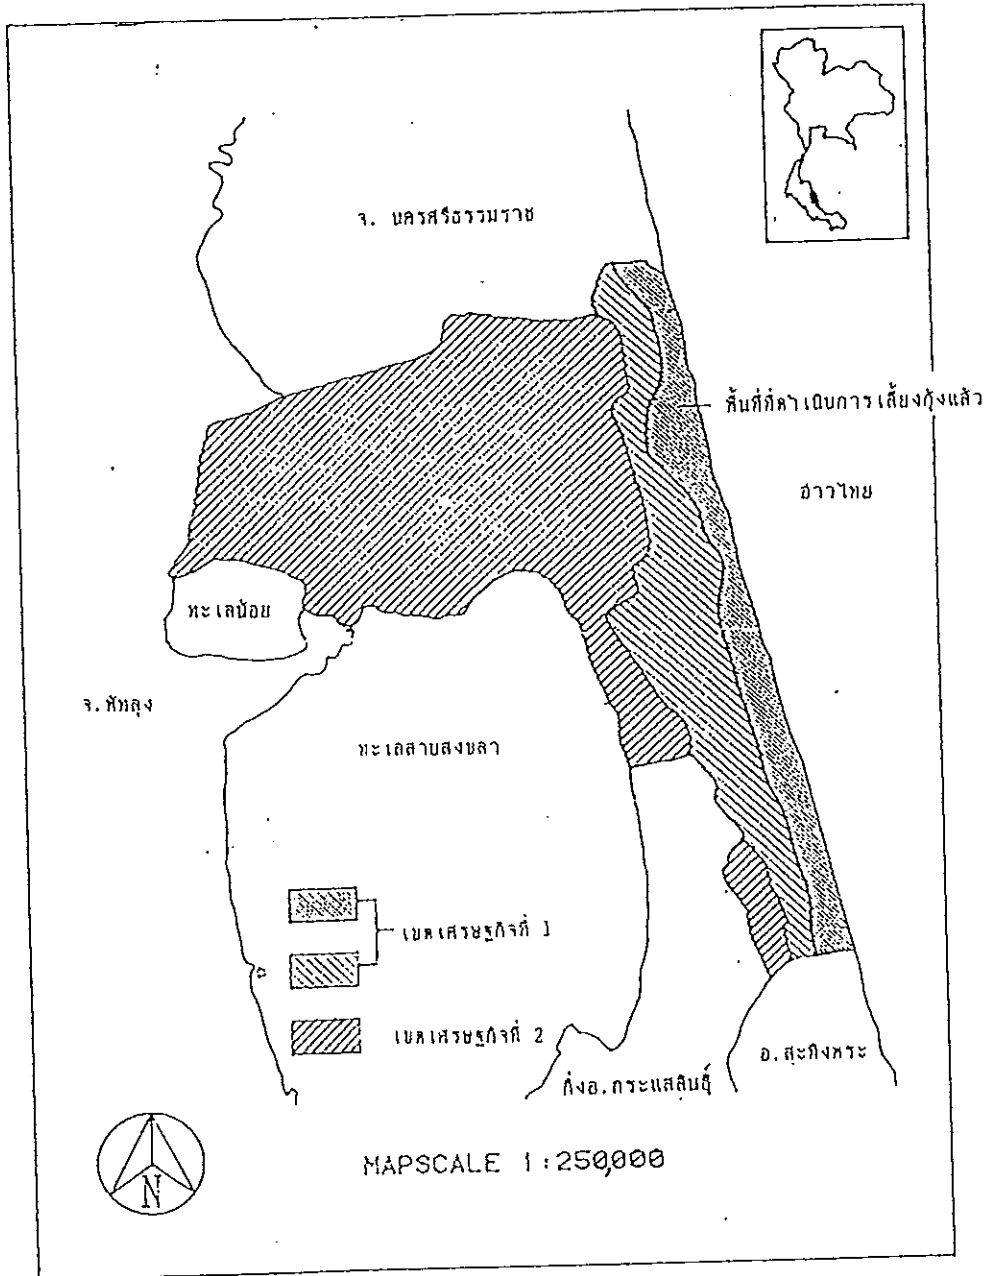 จ. นครศรีธรรมราช
พื้นที่ที่ดำเนินการเลี้ยงกุ้งแล้ว
อ่าวไทย
ทะเลน้อย
จ.พัทลุง
ทะเลสาบสงขลา
เขตเศรษฐกิจที่ 1
เขตเศรษฐกิจที่ 2
อ.สะทิงพระ
กิ่งอ.กระแสสินธุ์
MAPSCALE 1:250,000
N